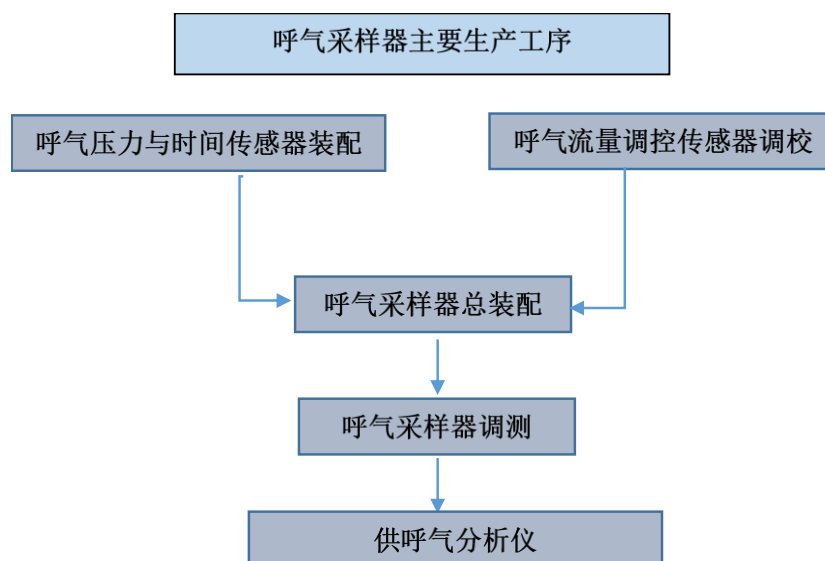 呼气采样器主要生产工序
呼气压力与时间传感器装配
呼气流量调控传感器调校
呼气采样器总装配
呼气采样器调测
供呼气分析仪